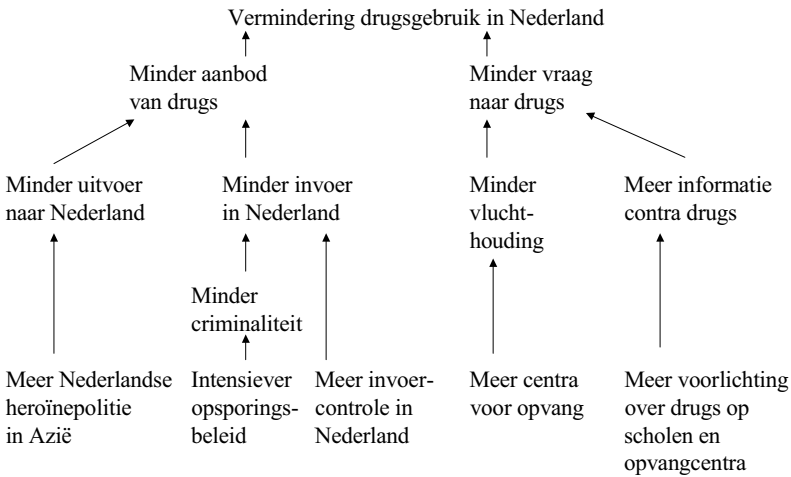 Vermindering drugsgebruik in Nederland
Minder aanbod
van drugs
Minder vraag
naar drugs
Minder uitvoer
naar Nederland
Minder invoer
in Nederland
Minder
vlucht-
houding
Meer informatie
contra drugs
Minder
criminaliteit
Meer Nederlandse
heroïnepolitie
in Azië
Intensiever
opsporings-
beleid
Meer invoer-
controle in
Nederland
Meer centra
voor opvang
Meer voorlichting
over drugs op
scholen en
opvangcentra